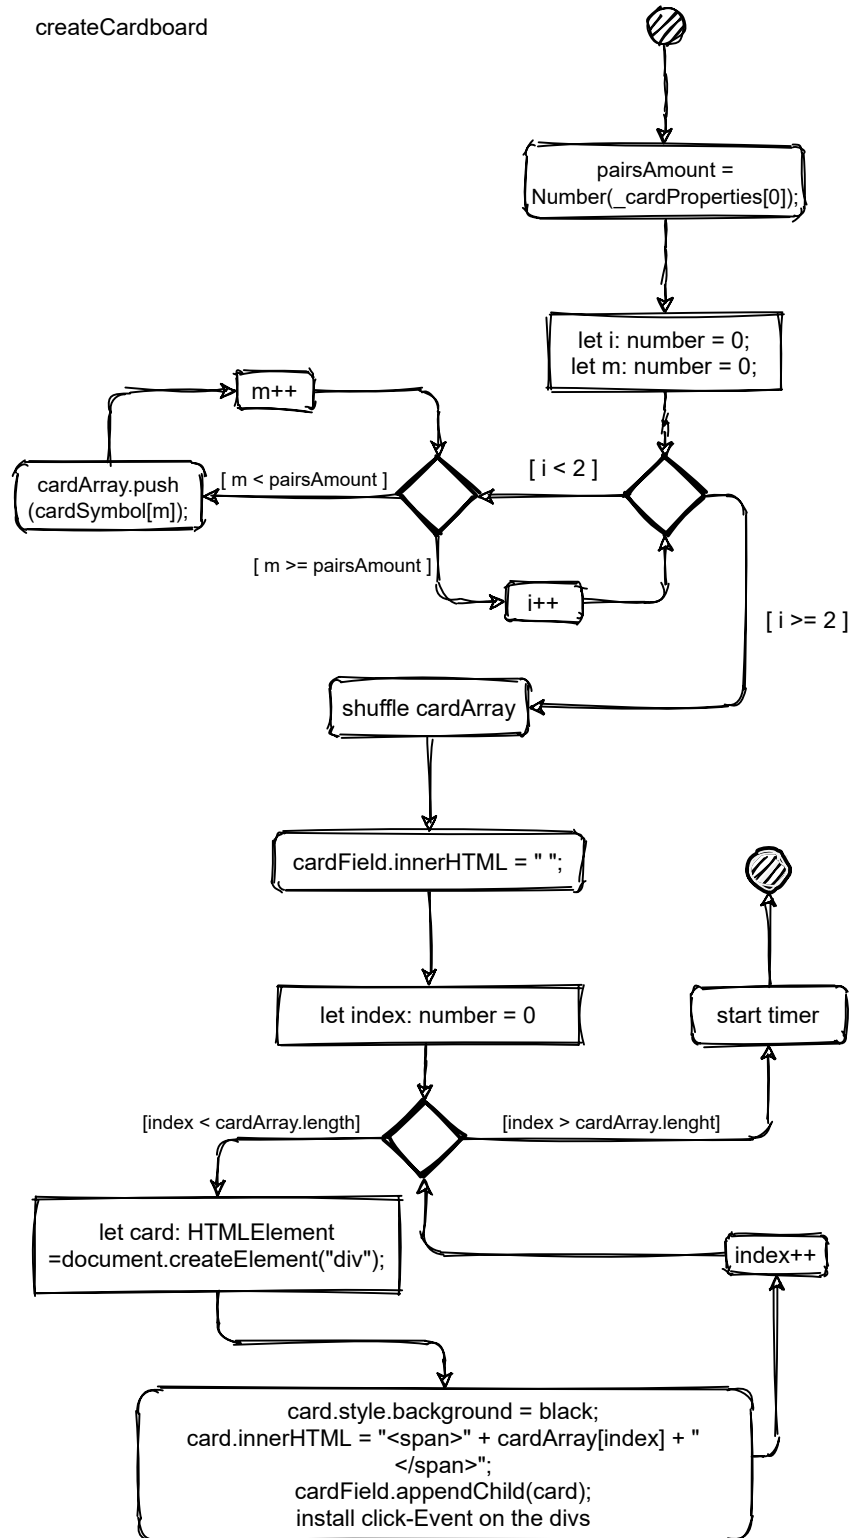 createCardboard
pairsAmount =
Number(_cardProperties[0]);
let i: number = 0;
let m: number = 0;
m++
[ i < 2 ]
[ m < pairsAmount ]
cardArray.push
(cardSymbol[m]);
[ m >= pairsAmount ]
i++
[ i >= 2 ]
shuffle cardArray
cardField.innerHTML = " ";
let index: number = 0
start timer
[index < cardArray.length]
[index > cardArray.lenght]
let card: HTMLElement
=document.createElement("div");
index++
card.style.background = black;
card.innerHTML = "<span>" + cardArray[index] + "
</span>";
cardField.appendChild(card);
install click-Event on the divs